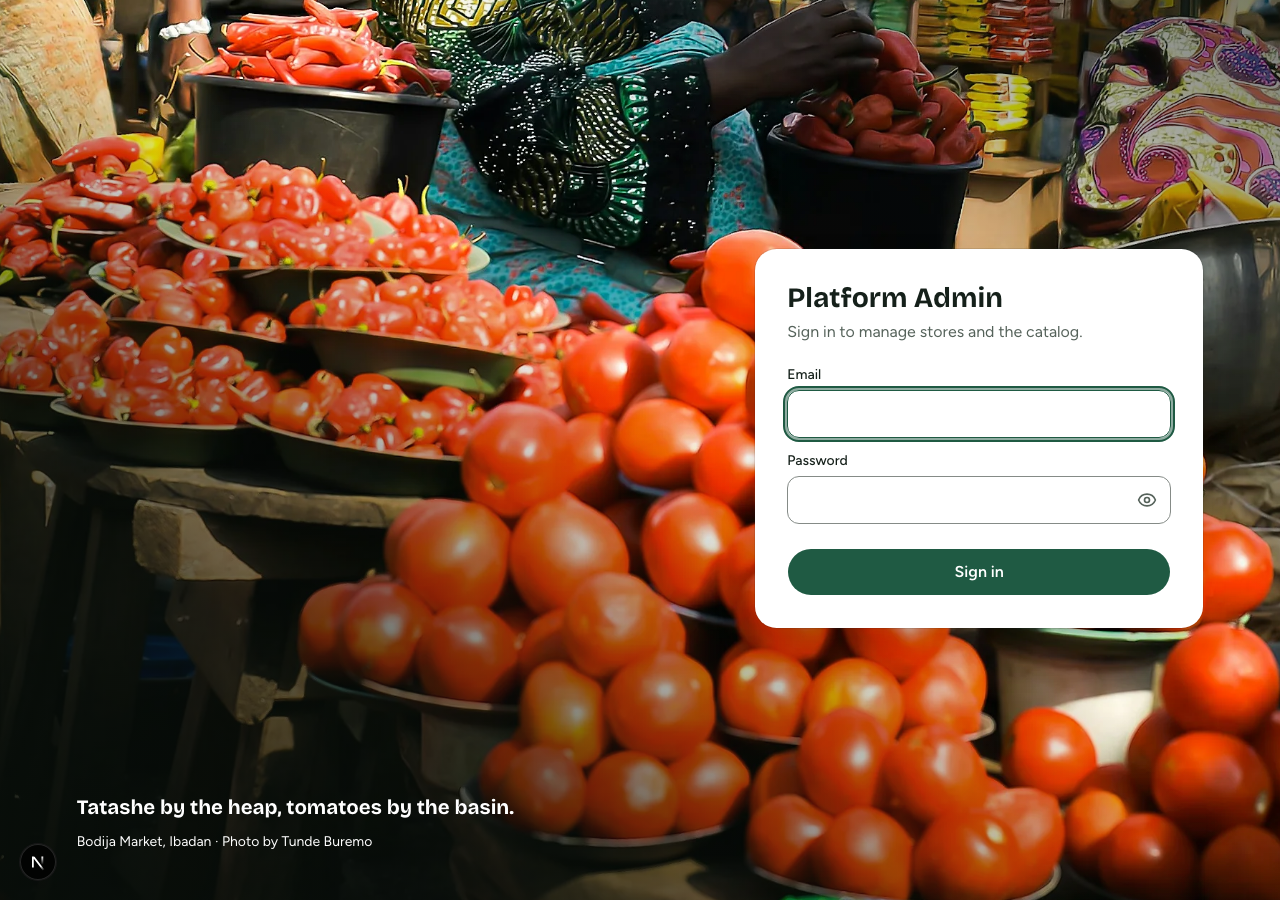 Platform Admin
Sign in to manage stores and the catalog.
Email
Password
Sign in
Tatashe by the heap, tomatoes by the basin.
Bodija Market, Ibadan · Photo by Tunde Buremo
N